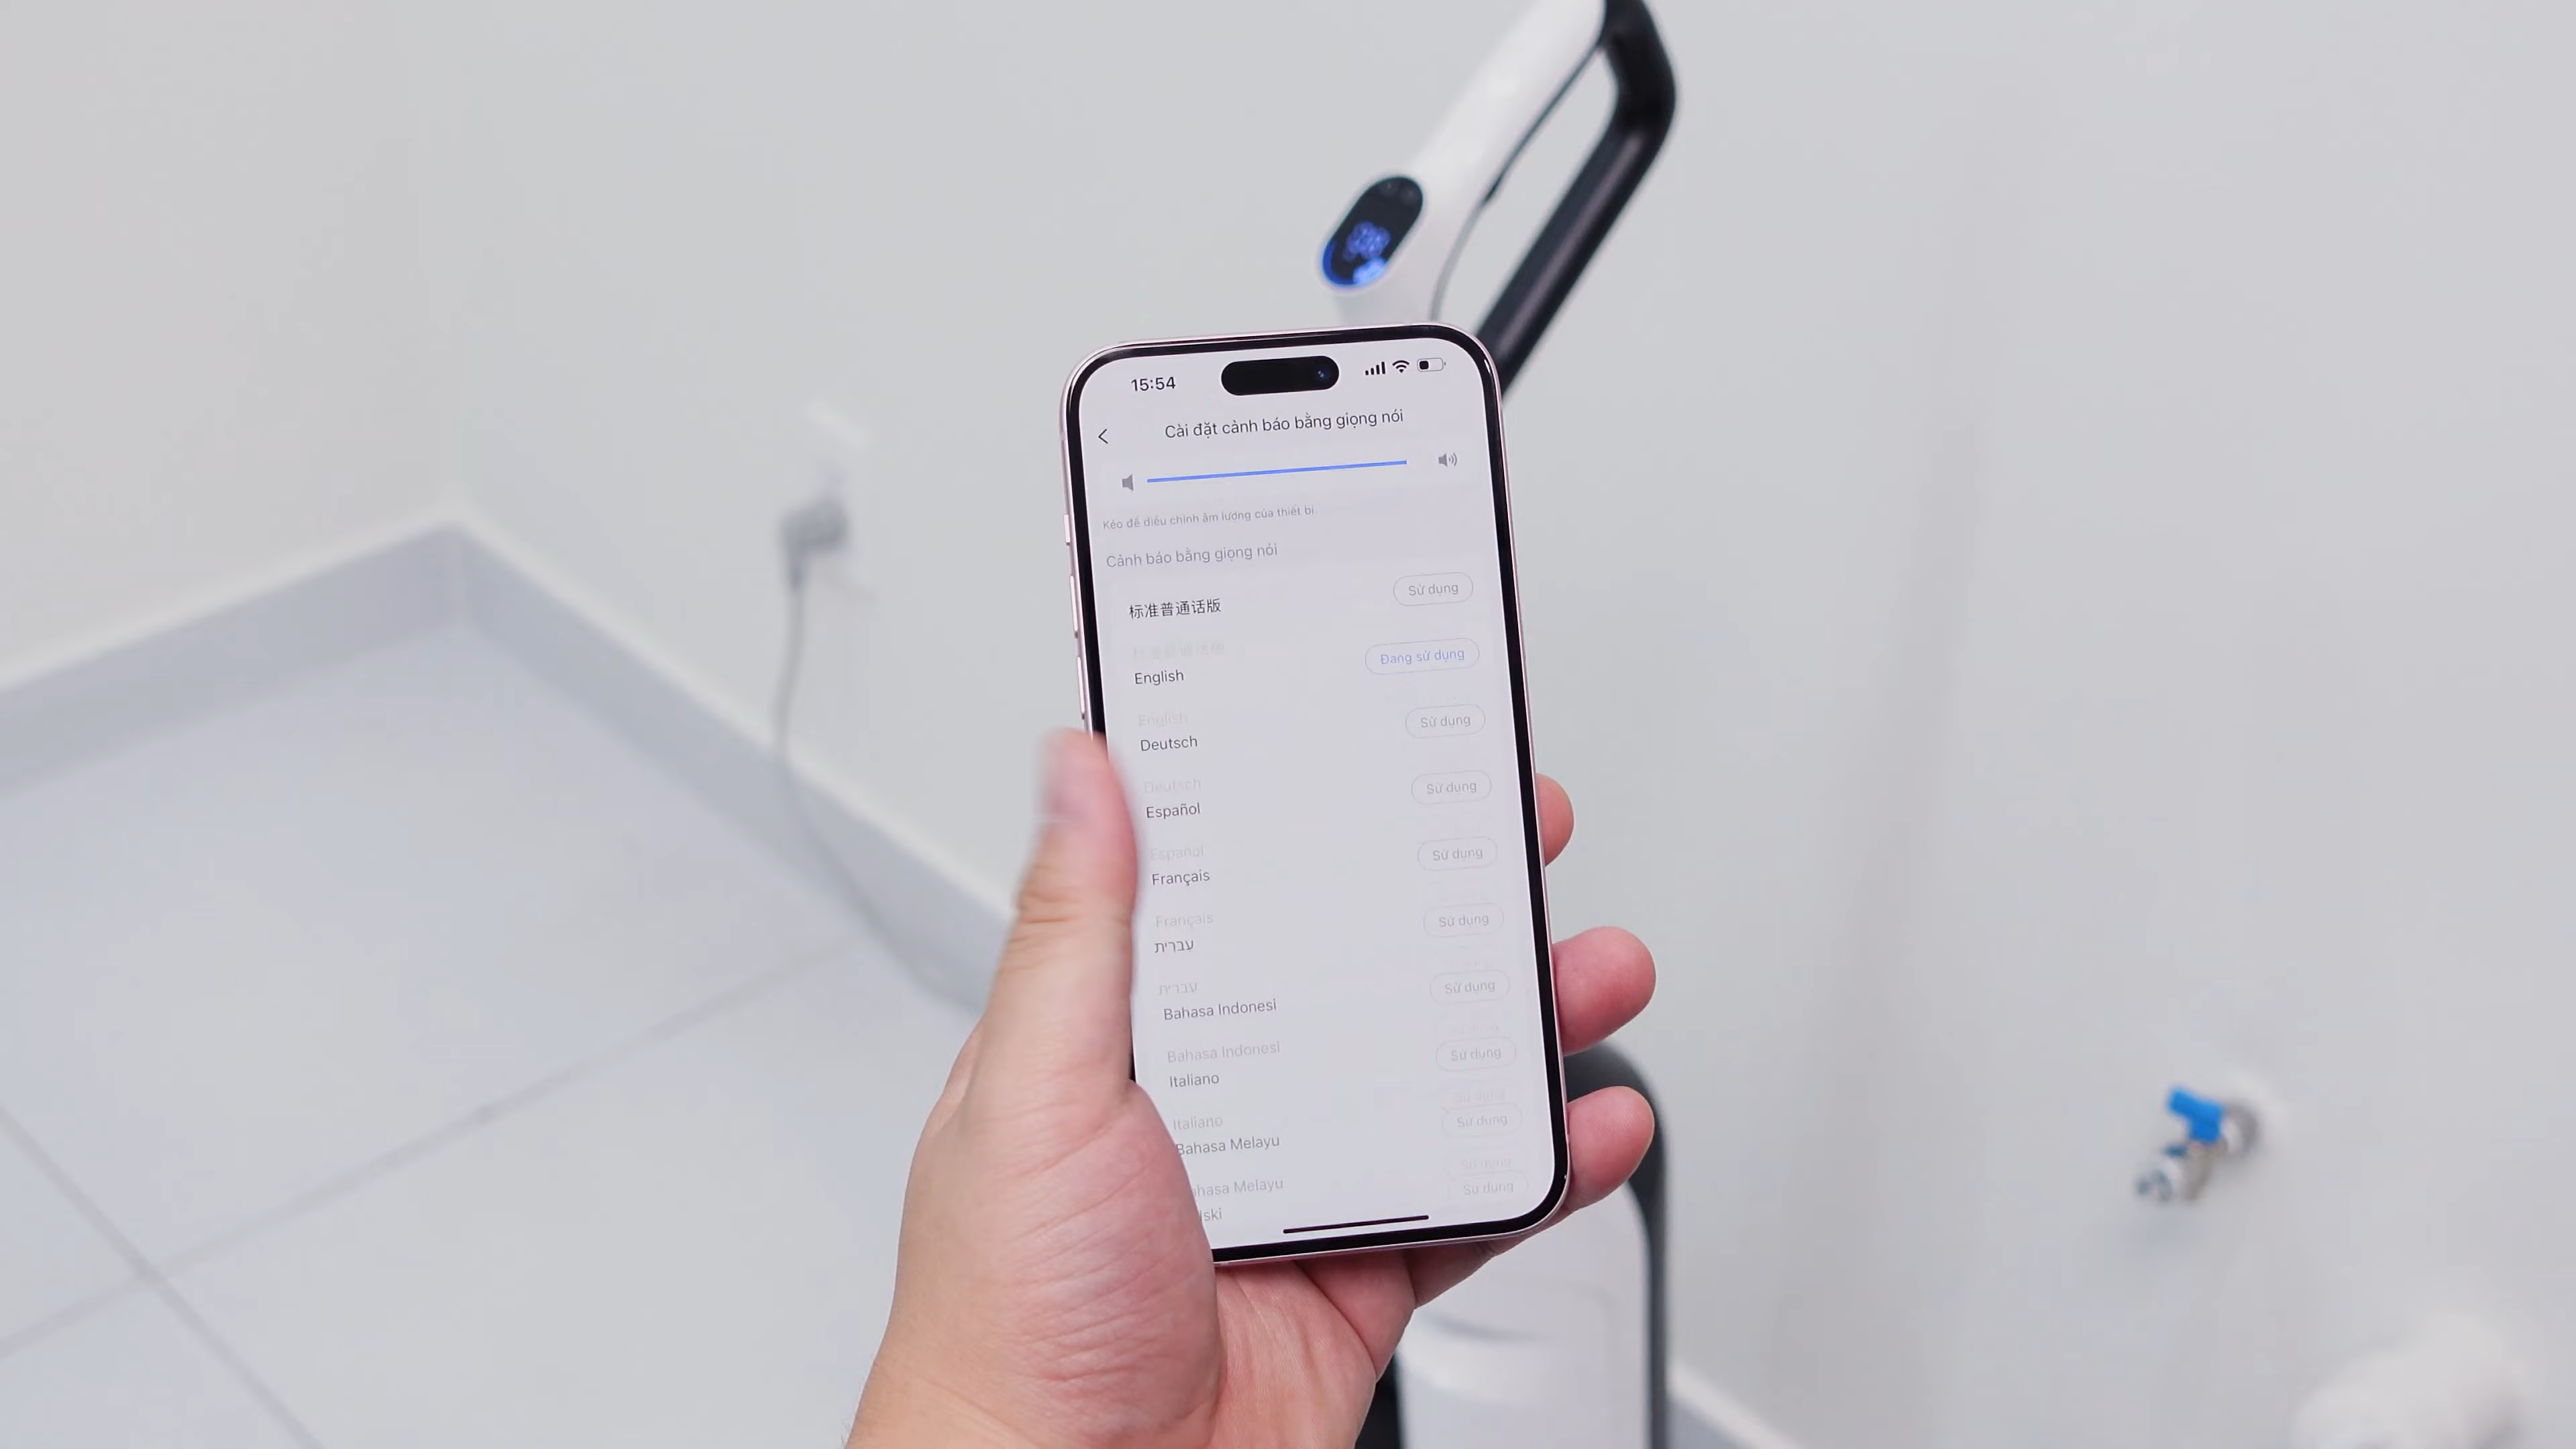 15:54
Cài đặt cảnh báo bằng giọng nói
Kéo để điều chỉnh âm lượng của thiết bị
Cảnh báo bằng giọng nói
标准普通话版
Sử dụng
English
Đang sử dụng
Deutsch
Sử dụng
Español
Sử dụng
Français
Sử dụng
עברית
Sử dụng
Bahasa Indonesi
Sử dụng
Italiano
Sử dụng
Bahasa Melayu
Sử dụng
Sử dụng